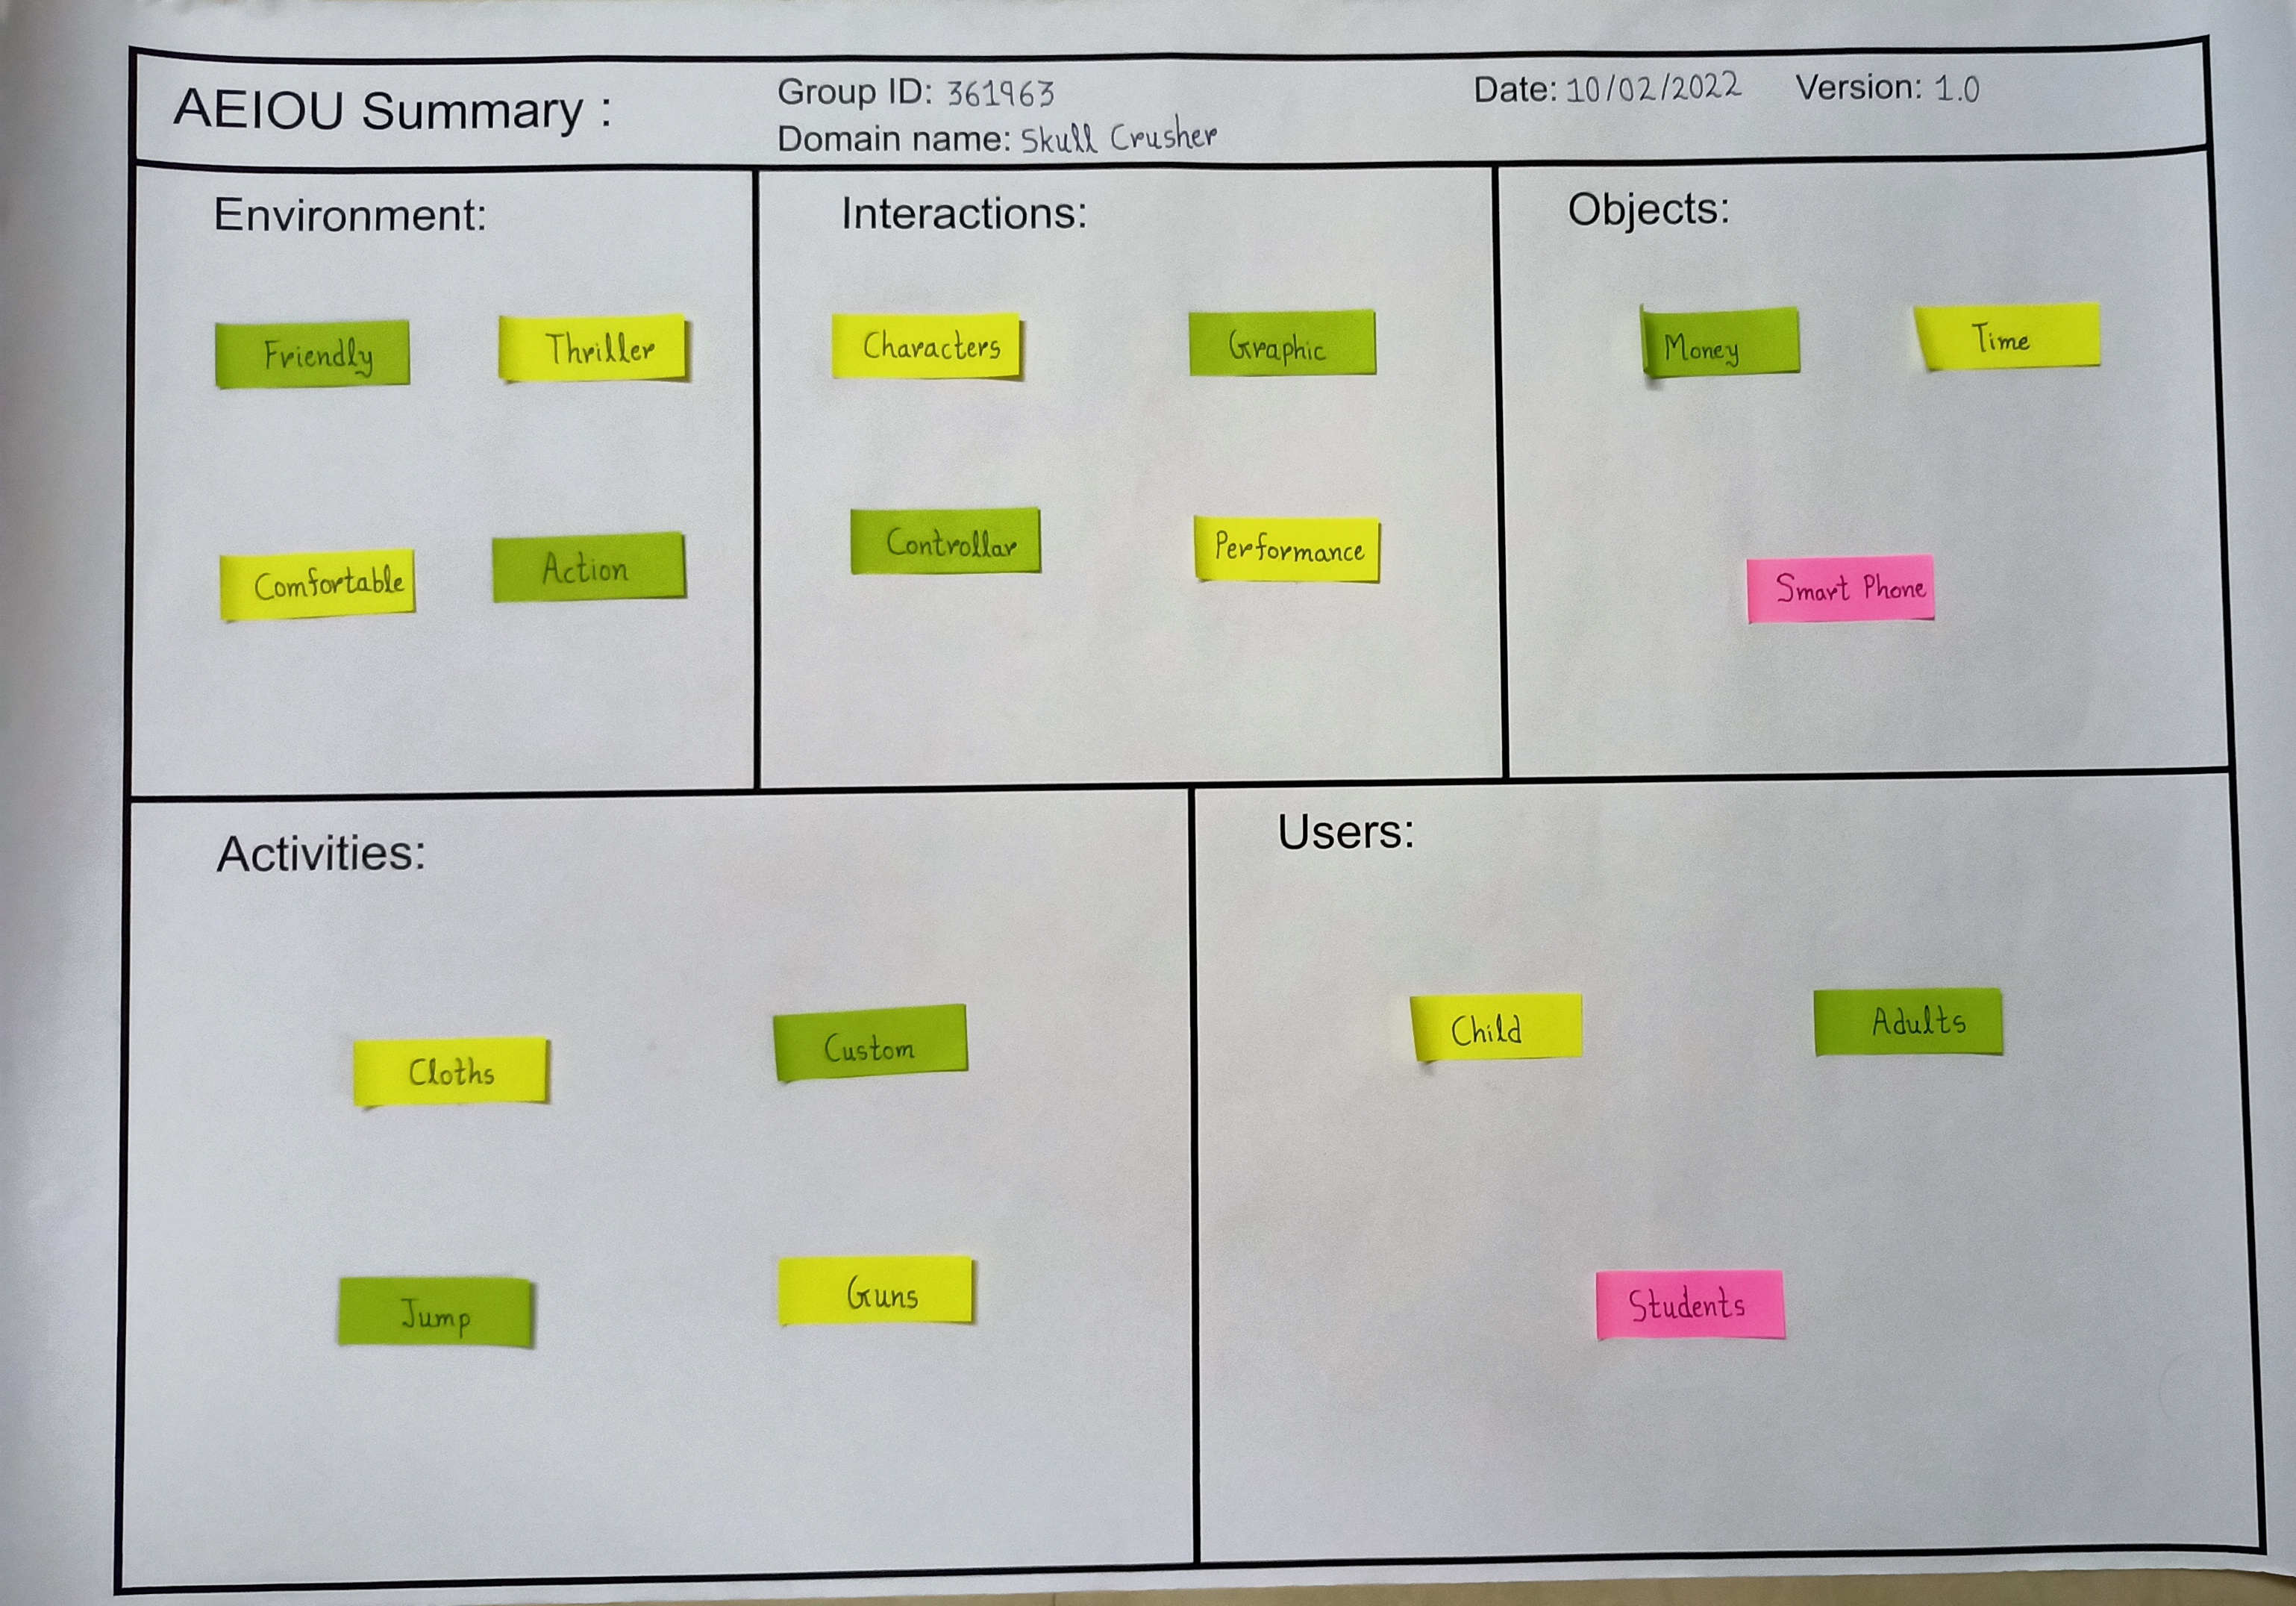 AEIOU Summary :
Group ID: 361963
Domain name: Skull Crusher
Date: 10/02/2022 Version: 1.0
Environment:
Friendly
Thriller
Comfortable
Action
Interactions:
Characters
Graphic
Controllar
Performance
Objects:
Money
Time
Smart Phone
Activities:
Cloths
Custom
Jump
Guns
Users:
Child
Adults
Students